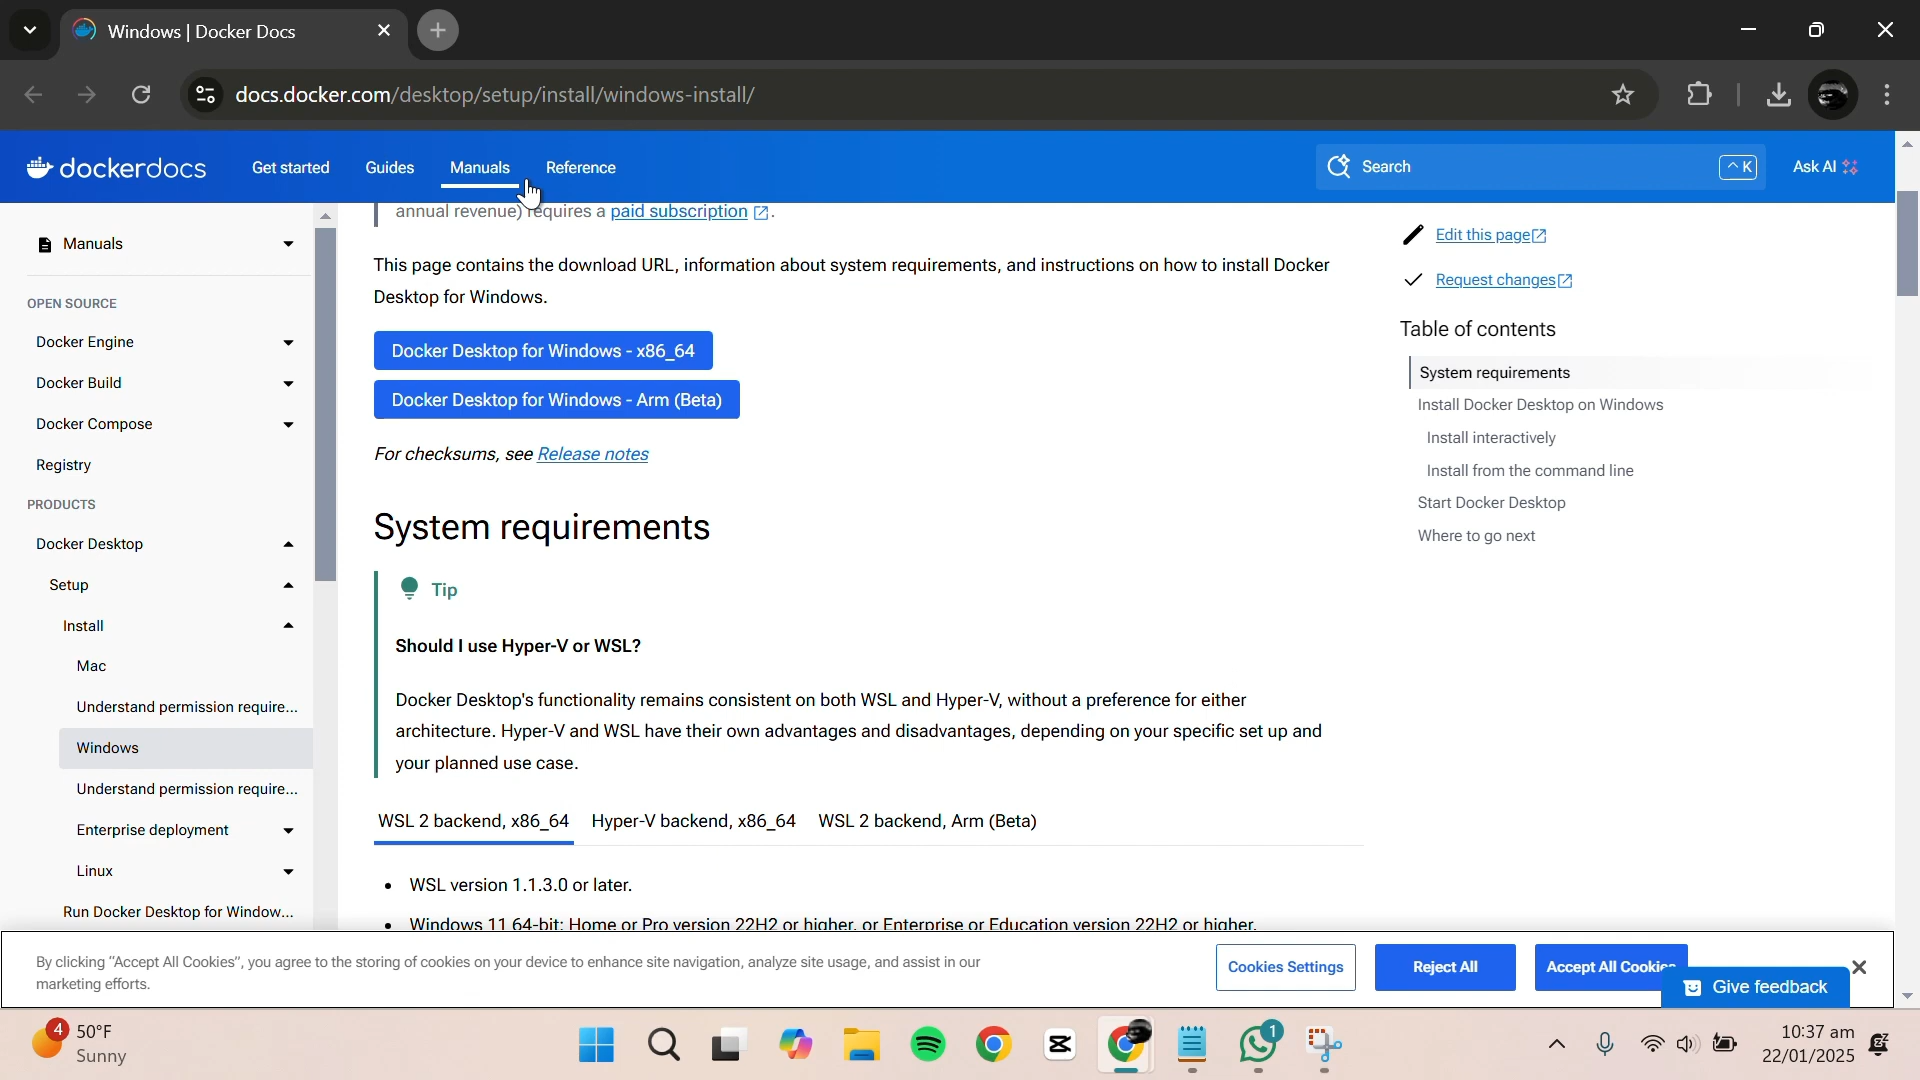 Windows | Docker Docs
docs.docker.com/desktop/setup/install/windows-install/
dockerdocs
Get started
Guides
Manuals
Reference
Search
^ K
Ask AI
Manuals
OPEN SOURCE
Docker Engine
Docker Build
Docker Compose
Registry
PRODUCTS
Docker Desktop
Setup
Install
Mac
Understand permission require...
Windows
Understand permission require...
Enterprise deployment
Linux
Run Docker Desktop for Window...
annual revenue) requires a paid subscription.
This page contains the download URL, information about system requirements, and instructions on how to install Docker
Desktop for Windows.
Docker Desktop for Windows - x86_64
Docker Desktop for Windows - Arm (Beta)
For checksums, see Release notes
System requirements
Tip
Should I use Hyper-V or WSL?
Docker Desktop's functionality remains consistent on both WSL and Hyper-V, without a preference for either
architecture. Hyper-V and WSL have their own advantages and disadvantages, depending on your specific set up and
your planned use case.
WSL 2 backend, x86_64
Hyper-V backend, x86_64
WSL 2 backend, Arm (Beta)
• WSL version 1.1.3.0 or later.
• Windows 11 64-bit: Home or Pro version 22H2 or higher, or Enterprise or Education version 22H2 or higher.
Edit this page
Request changes
Table of contents
System requirements
Install Docker Desktop on Windows
Install interactively
Install from the command line
Start Docker Desktop
Where to go next
By clicking "Accept All Cookies", you agree to the storing of cookies on your device to enhance site navigation, analyze site usage, and assist in our
marketing efforts.
Cookies Settings
Reject All
Accept All Cookies
Give feedback
4
50°F
Sunny
1
10:37 am
22/01/2025